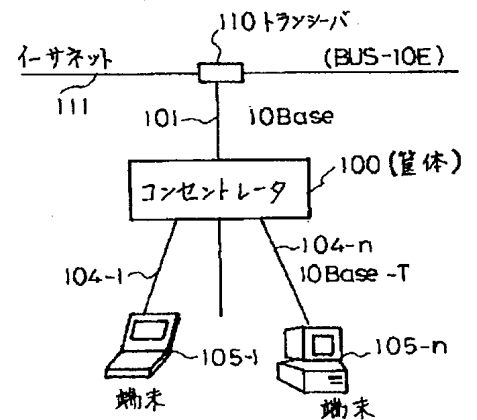 110 トランシーバ
イーサネット
(BUS-10E)
111
101
10Base
コンセントレータ
100 (筐体)
104-1
104-n
10Base-T
105-1
105-n
端末
端末